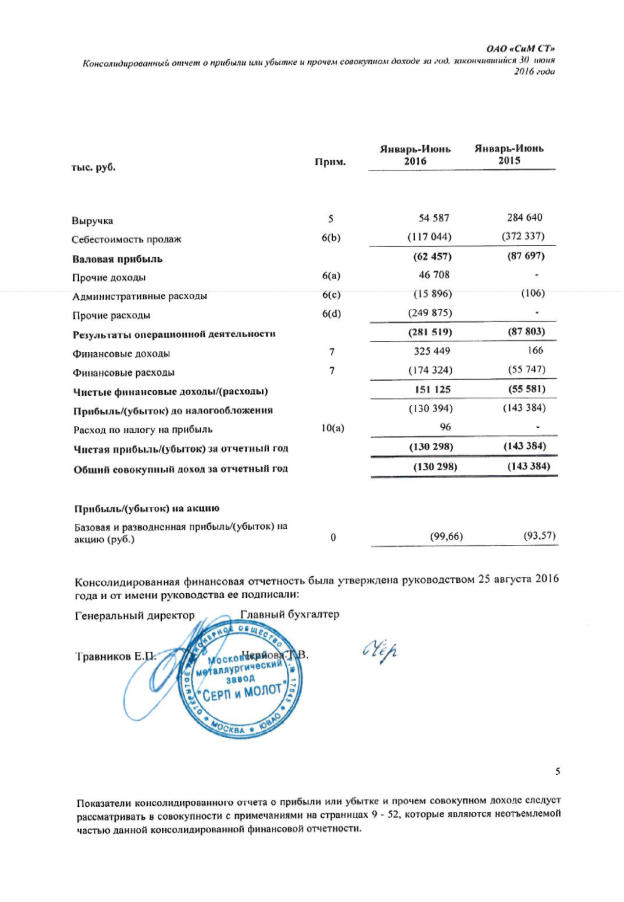 ОАО «СиМ СТ»
Консолидированный отчет о прибыли или убытке и прочем совокупном доходе за год, закончившийся 30 июня
2016 года
тыс. руб. Прим. Январь-Июнь 2016 Январь-Июнь 2015
Выручка 5 54 587 284 640
Себестоимость продаж 6(b) (117 044) (372 337)
Валовая прибыль (62 457) (87 697)
Прочие доходы 6(a) 46 708 -
Административные расходы 6(c) (15 896) (106)
Прочие расходы 6(d) (249 875) -
Результаты операционной деятельности (281 519) (87 803)
Финансовые доходы 7 325 449 166
Финансовые расходы 7 (174 324) (55 747)
Чистые финансовые доходы/(расходы) 151 125 (55 581)
Прибыль/(убыток) до налогообложения (130 394) (143 384)
Расход по налогу на прибыль 10(a) 96 -
Чистая прибыль/(убыток) за отчетный год (130 298) (143 384)
Общий совокупный доход за отчетный год (130 298) (143 384)
Прибыль/(убыток) на акцию
Базовая и разводненная прибыль/(убыток) на
акцию (руб.) 0 (99,66) (93,57)
Консолидированная финансовая отчетность была утверждена руководством 25 августа 2016
года и от имени руководства ее подписали:
Генеральный директор Главный бухгалтер
Травников Е.П. Чернова Т.В.
Московский
металлургический
завод
"СЕРП и МОЛОТ"
МОСКВА * ЮВАО
5
Показатели консолидированного отчета о прибыли или убытке и прочем совокупном доходе следует
рассматривать в совокупности с примечаниями на страницах 9 - 52, которые являются неотъемлемой
частью данной консолидированной финансовой отчетности.